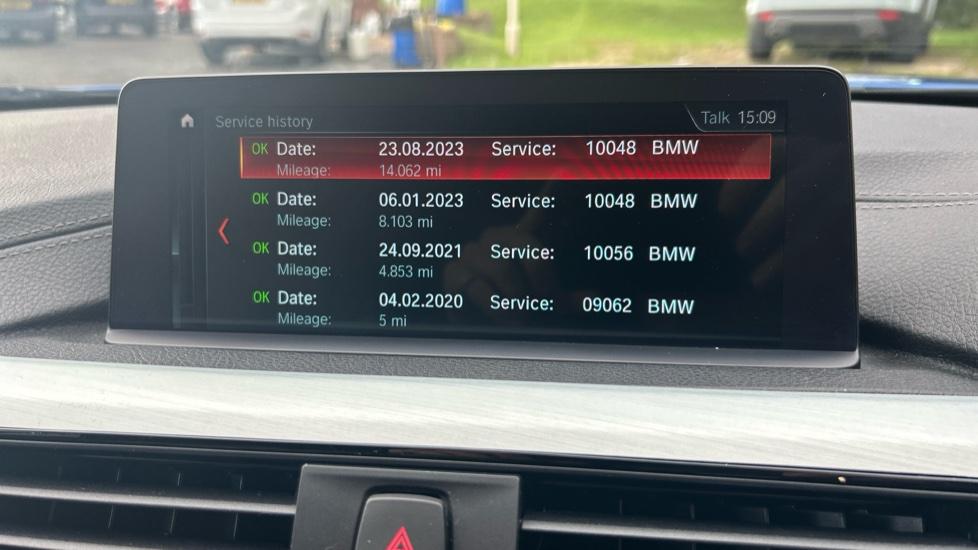 Service history Talk 15:09
OK Date: 23.08.2023 Service: 10048 BMW
Mileage: 14.062 mi
OK Date: 06.01.2023 Service: 10048 BMW
Mileage: 8.103 mi
OK Date: 24.09.2021 Service: 10056 BMW
Mileage: 4.853 mi
OK Date: 04.02.2020 Service: 09062 BMW
Mileage: 5 mi